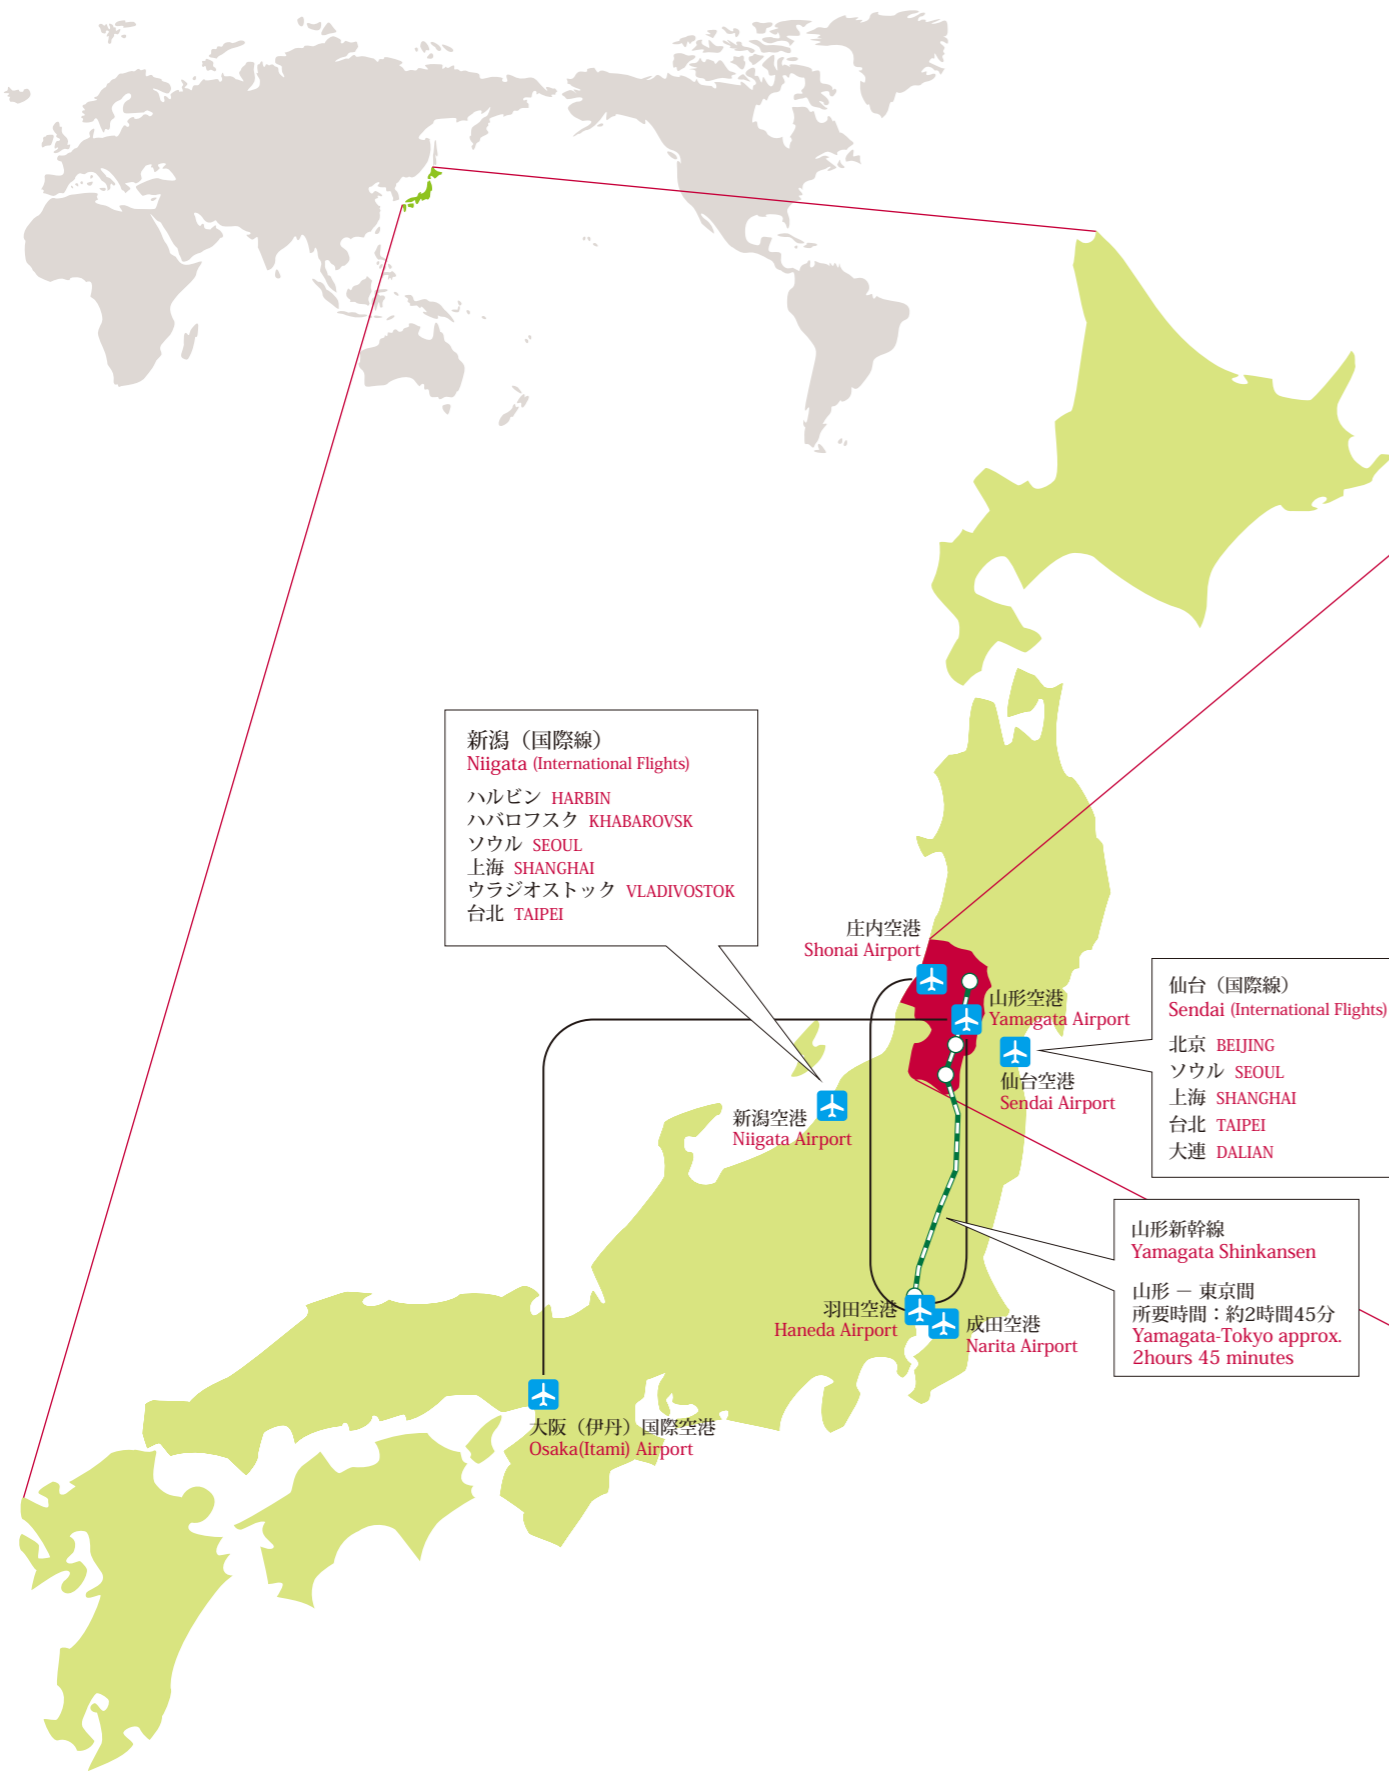 新潟（国際線）
Niigata (International Flights)
ハルビン HARBIN
ハバロフスク KHABAROVSK
ソウル SEOUL
上海 SHANGHAI
ウラジオストック VLADIVOSTOK
台北 TAIPEI
庄内空港
Shonai Airport
山形空港
Yamagata Airport
仙台（国際線）
Sendai (International Flights)
北京 BEIJING
ソウル SEOUL
上海 SHANGHAI
台北 TAIPEI
大連 DALIAN
仙台空港
Sendai Airport
新潟空港
Niigata Airport
山形新幹線
Yamagata Shinkansen
山形 － 東京間
所要時間：約2時間45分
Yamagata-Tokyo approx.
2hours 45 minutes
羽田空港
Haneda Airport
成田空港
Narita Airport
大阪（伊丹）国際空港
Osaka(Itami) Airport